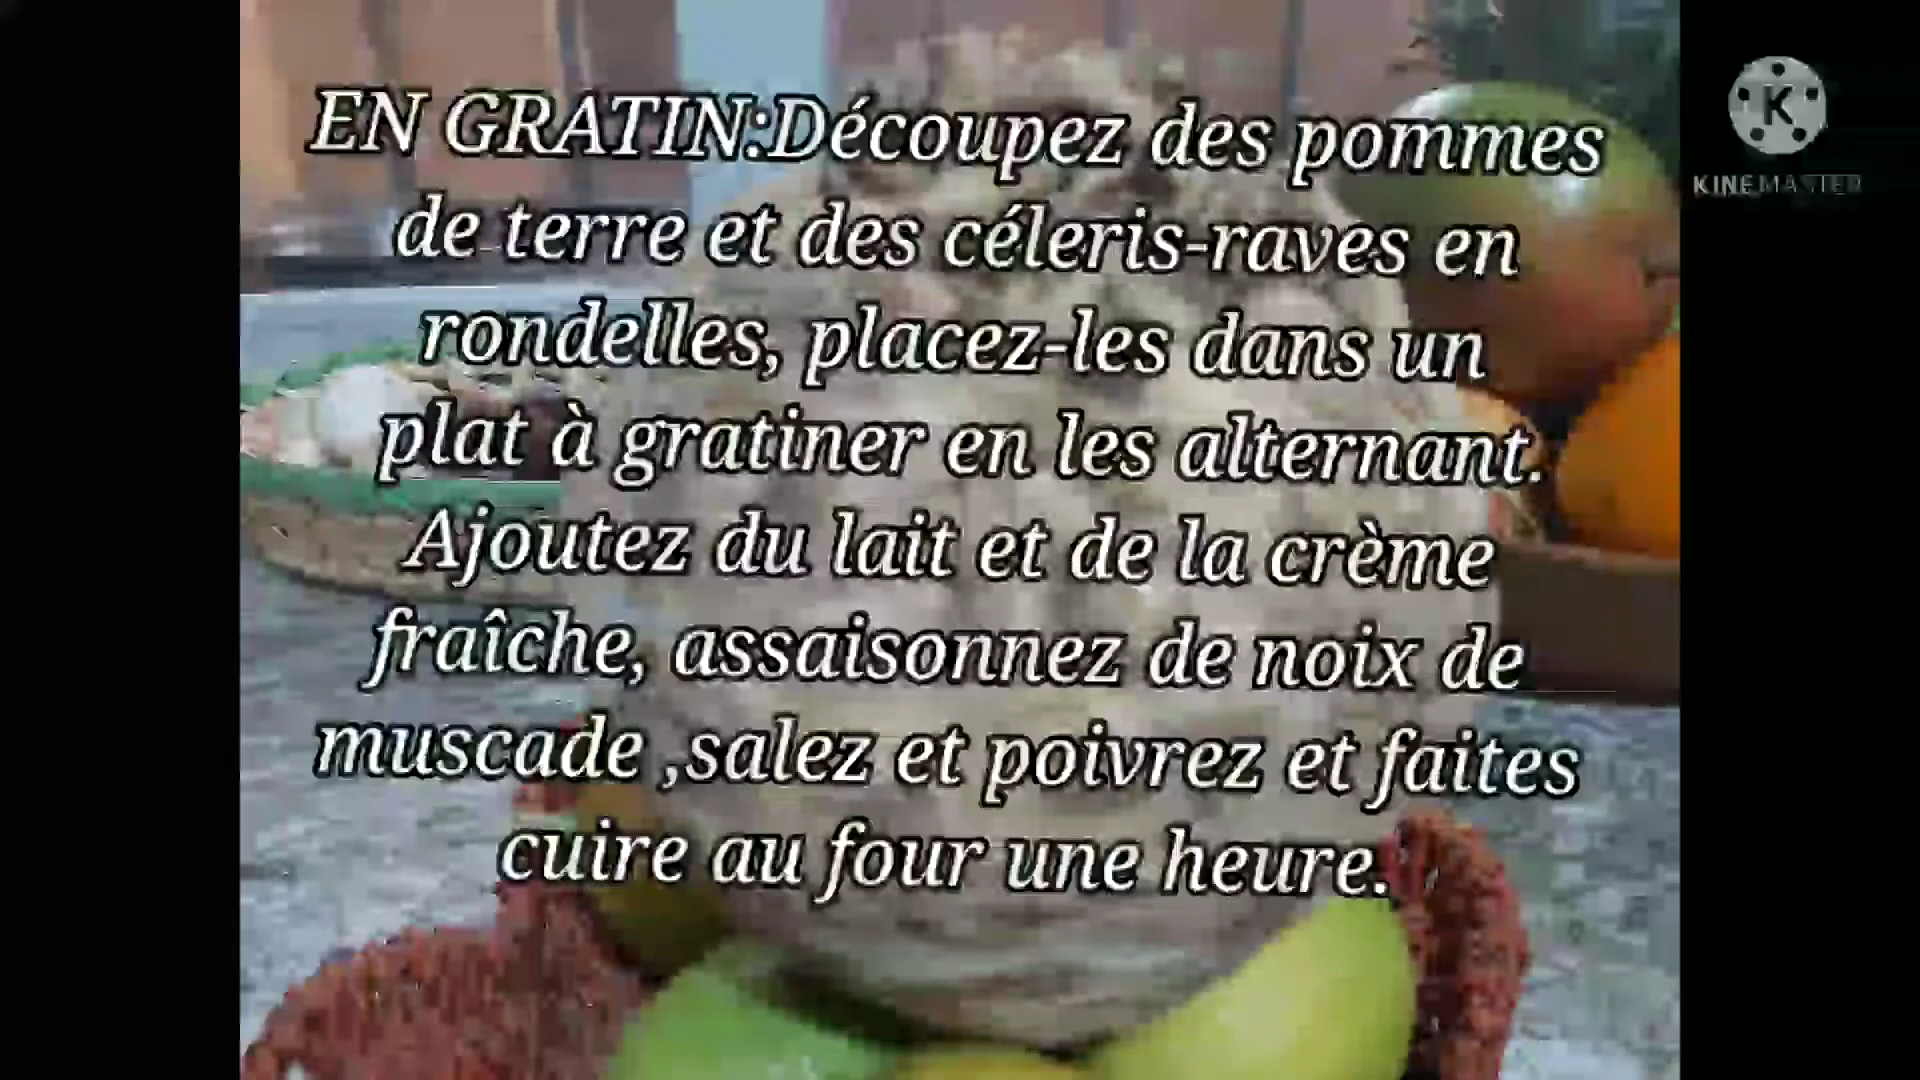 EN GRATIN:Découpez des pommes
de terre et des céleris-raves en
rondelles, placez-les dans un
plat à gratiner en les alternant.
Ajoutez du lait et de la crème
fraîche, assaisonnez de noix de
muscade ,salez et poivrez et faites
cuire au four une heure.
K
KINEMASTER